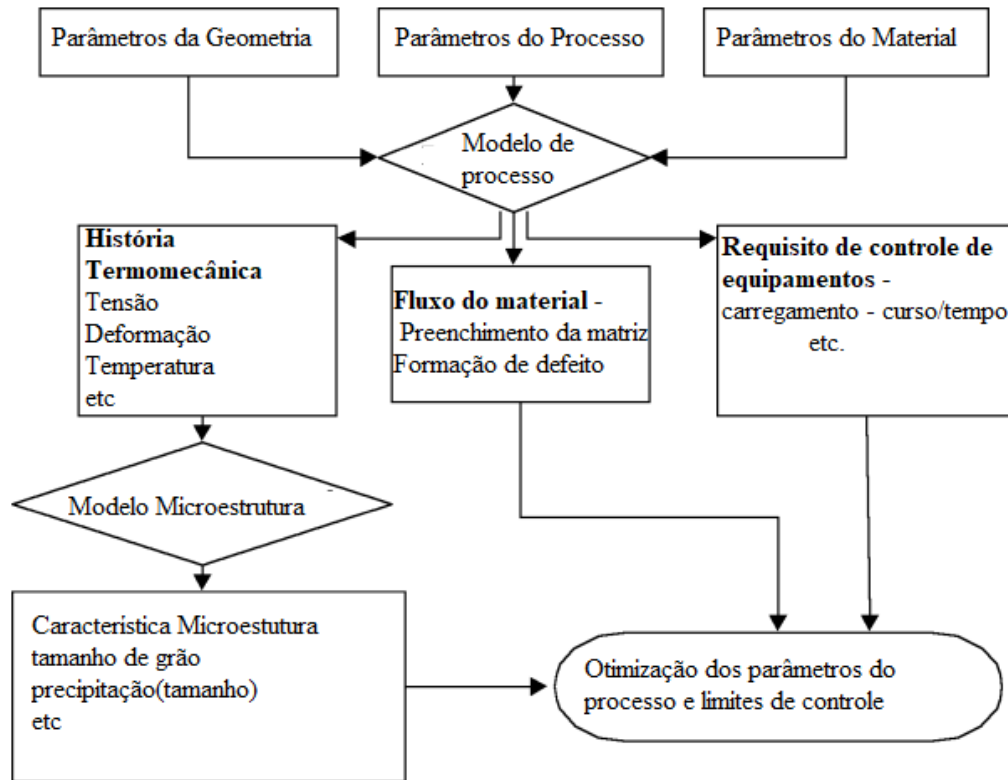 Parâmetros da Geometria
Parâmetros do Processo
Parâmetros do Material
Modelo de
processo
História
Termomecânica
Tensão
Deformação
Temperatura
etc
Fluxo do material -
Preenchimento da matriz
Formação de defeito
Requisito de controle de
equipamentos -
carregamento - curso/tempo
etc.
Modelo Microestrutura
Caracteristica Microestutura
tamanho de grão
precipitação(tamanho)
etc
Otimização dos parâmetros do
processo e limites de controle